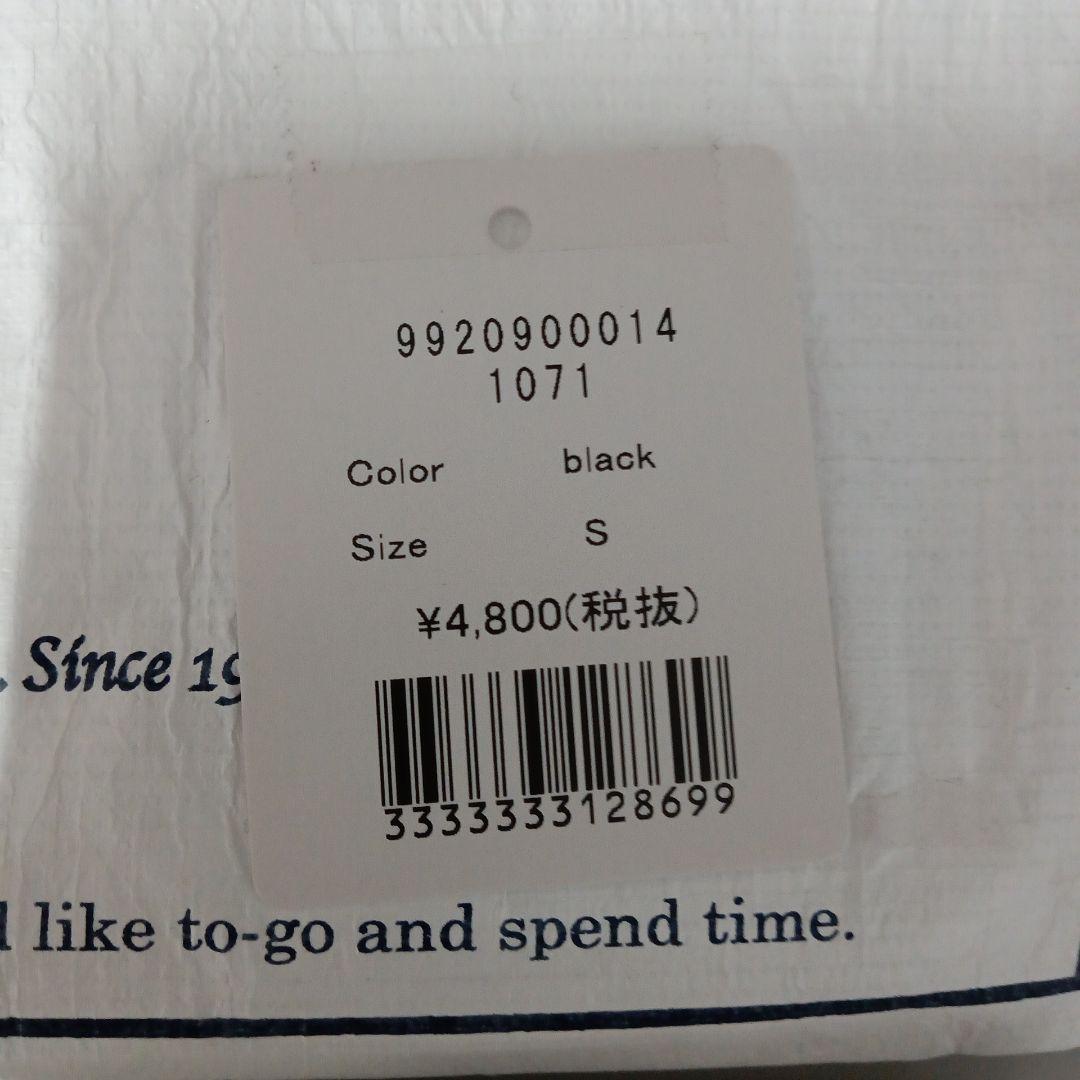 9920900014
1071
Color black
Size S
¥4,800(税抜)
. Since 19
3333333128699
like to-go and spend time.